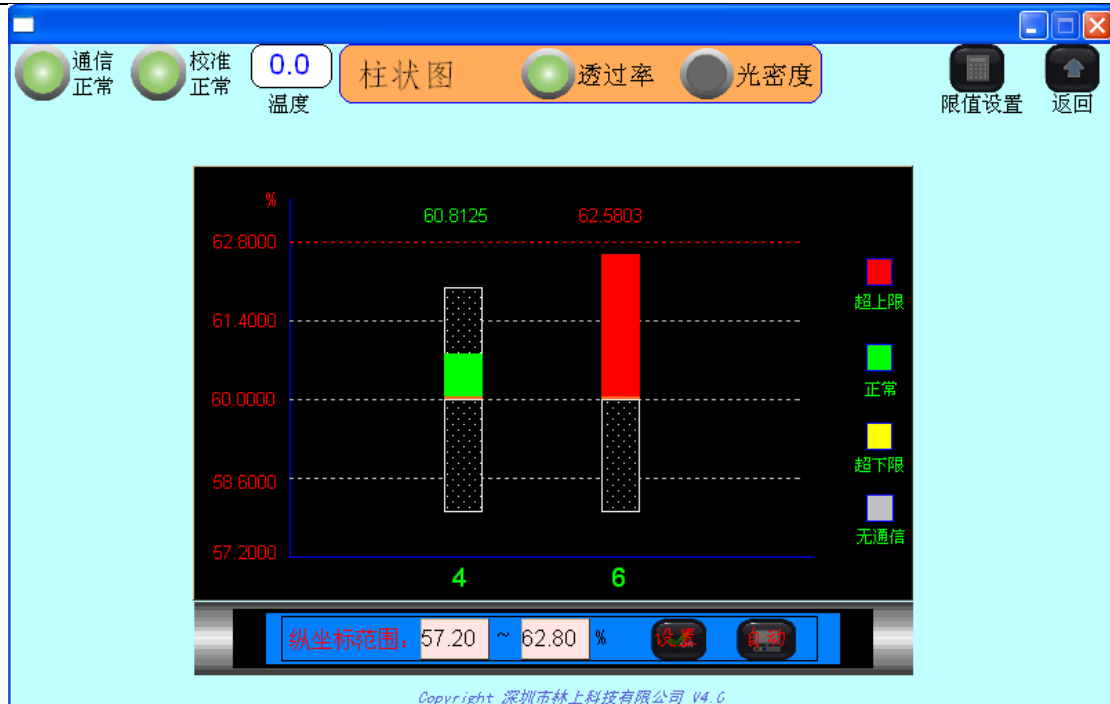 通信
正常
校准
正常
0.0
温度
柱状图
透过率
光密度
限值设置
返回
%
60.8125
62.5803
62.8000
61.4000
60.0000
58.6000
57.2000
4
6
超上限
正常
超下限
无通信
纵坐标范围：57.20 ~ 62.80 %
设置
自动
Copyright 深圳市林上科技有限公司 V4.0